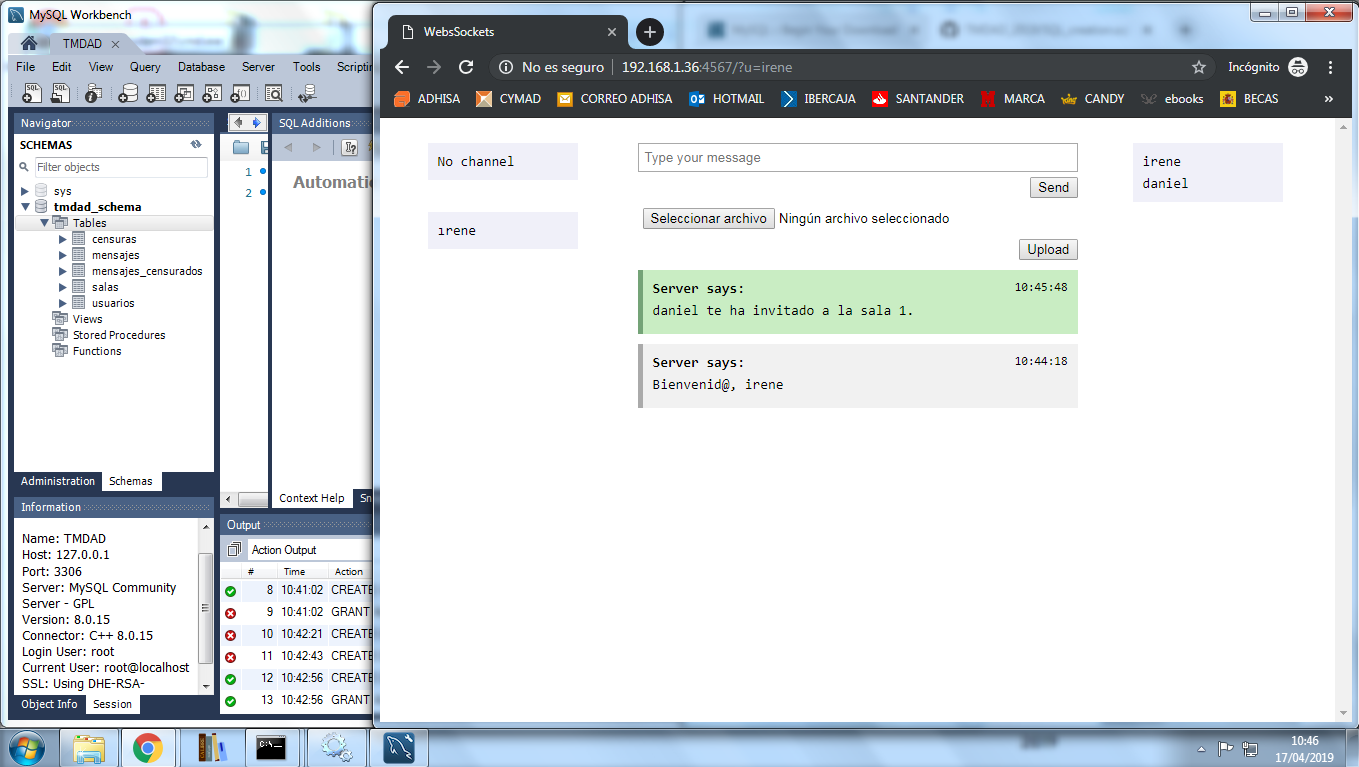 MySQL Workbench
TMDAD
File Edit View Query Database Server Tools Scriptin
Navigator
SCHEMAS
Filter objects
sys
tmdad_schema
Tables
censuras
mensajes
mensajes_censurados
salas
usuarios
Views
Stored Procedures
Functions
Administration Schemas
Information
Name: TMDAD
Host: 127.0.0.1
Port: 3306
Server: MySQL Community
Server - GPL
Version: 8.0.15
Connector: C++ 8.0.15
Login User: root
Current User: root@localhost
SSL: Using DHE-RSA-
Object Info Session
1
2
SQL Additions
Automatic
Context Help Sn
Output
Action Output
# Time Action
8 10:41:02 CREATE
9 10:41:02 GRANT
10 10:42:21 CREATE
11 10:42:43 CREATE
12 10:42:56 CREATE
13 10:42:56 GRANT
WebsSockets
No es seguro 192.168.1.36:4567/?u=irene Incógnito
ADHISA CYMAD CORREO ADHISA HOTMAIL IBERCAJA SANTANDER MARCA CANDY ebooks BECAS »
No channel
irene
Type your message
Send
Seleccionar archivo Ningún archivo seleccionado
Upload
Server says: 10:45:48
daniel te ha invitado a la sala 1.
Server says: 10:44:18
Bienvenid@, irene
irene
daniel
10:46
17/04/2019